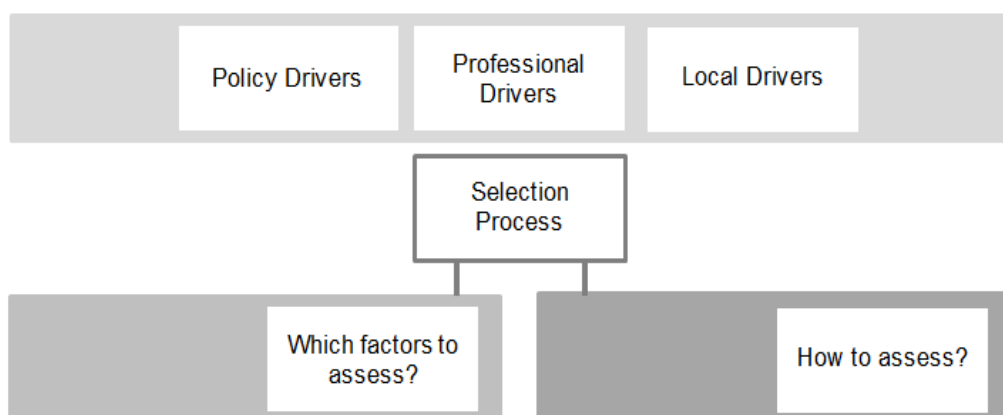 Policy Drivers
Professional
Drivers
Local Drivers
Selection
Process
Which factors to
assess?
How to assess?